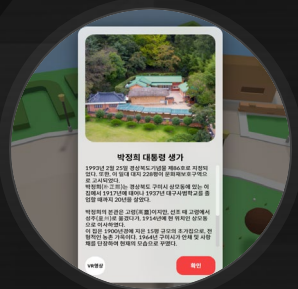 박정희 대통령 생가
1993년 2월 25일 경상북도기념물 제86호로 지정되
었다. 또한, 이 일대 대지 228평이 문화재보호구역으
로 고시되었다.
박정희(朴正熙)는 경상북도 구미시 상모동에 있는 이
집에서 1917년에 태어나 1937년 대구사범학교를 졸
업할 때까지 20년을 살았다.
박정희의 본관은 고령(高靈)이지만, 선조 때 고령에서
성주(星州)로 옮겼다가, 1914년에 현 위치인 상모동
으로 이사하였다.
이 집은 1900년경에 지은 15평 규모의 초가집으로, 전
형적인 농촌 가옥이다. 1964년 구미시가 안채 및 사랑
채를 단장하여 현재의 모습으로 꾸몄다.
VR영상
확인